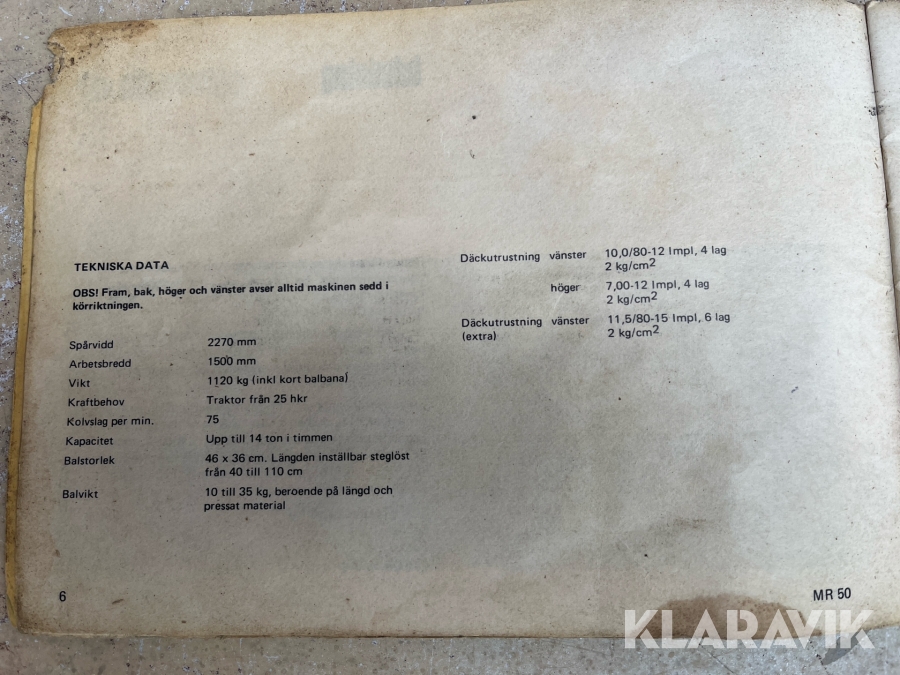 TEKNISKA DATA
OBS! Fram, bak, höger och vänster avser alltid maskinen sedd i
körriktningen.
Spårvidd 2270 mm
Arbetsbredd 1500 mm
Vikt 1120 kg (inkl kort balbana)
Kraftbehov Traktor från 25 hkr
Kolvslag per min. 75
Kapacitet Upp till 14 ton i timmen
Balstorlek 46 x 36 cm. Längden inställbar steglöst
från 40 till 110 cm
Balvikt 10 till 35 kg, beroende på längd och
pressat material
Däckutrustning vänster 10,0/80-12 Impl, 4 lag
2 kg/cm2
höger 7,00-12 Impl, 4 lag
2 kg/cm2
Däckutrustning vänster 11,5/80-15 Impl, 6 lag
(extra) 2 kg/cm2
6
MR 50
KLARAVIK